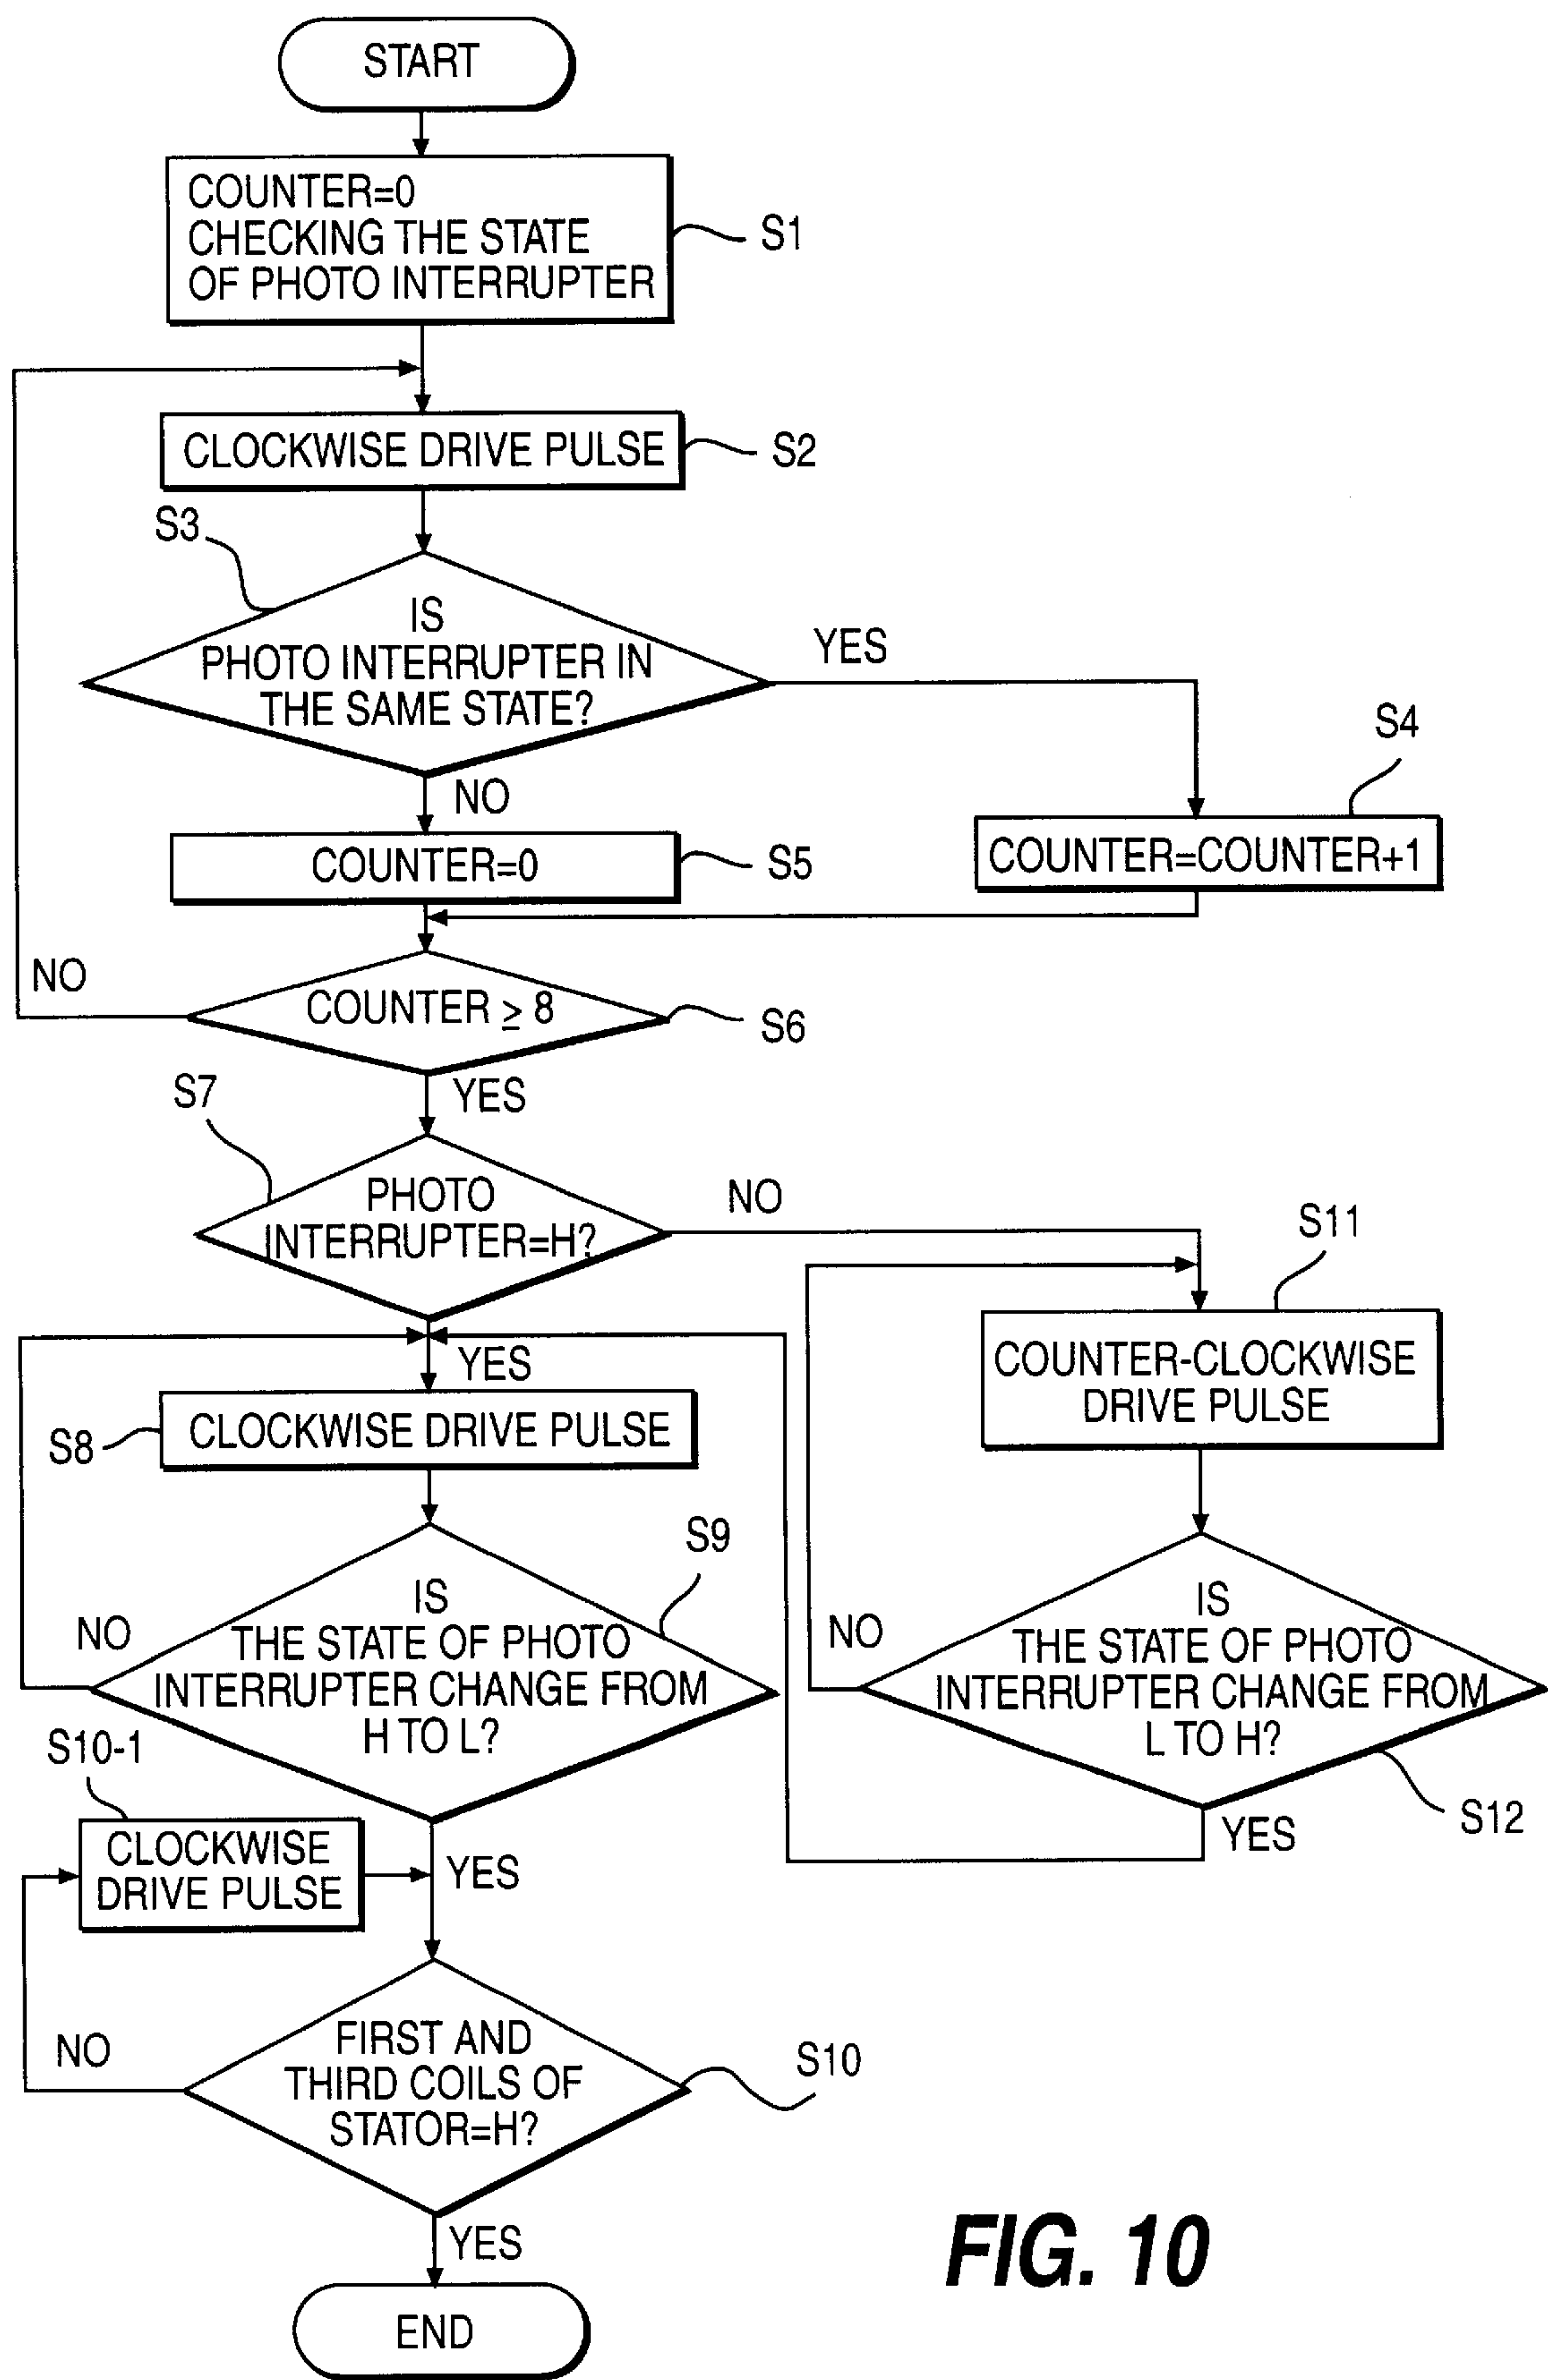 START
COUNTER=0
CHECKING THE STATE
OF PHOTO INTERRUPTER
S1
CLOCKWISE DRIVE PULSE
S2
S3
IS
PHOTO INTERRUPTER IN
THE SAME STATE?
YES
S4
NO
COUNTER=COUNTER+1
COUNTER=0
S5
NO
COUNTER ≥ 8
S6
YES
S7
PHOTO
INTERRUPTER=H?
NO
S11
YES
COUNTER-CLOCKWISE
DRIVE PULSE
S8
CLOCKWISE DRIVE PULSE
S9
IS
THE STATE OF PHOTO
INTERRUPTER CHANGE FROM
H TO L?
NO
IS
THE STATE OF PHOTO
INTERRUPTER CHANGE FROM
L TO H?
NO
S12
YES
S10-1
CLOCKWISE
DRIVE PULSE
YES
FIRST AND
THIRD COILS OF
STATOR=H?
NO
S10
YES
END
FIG. 10